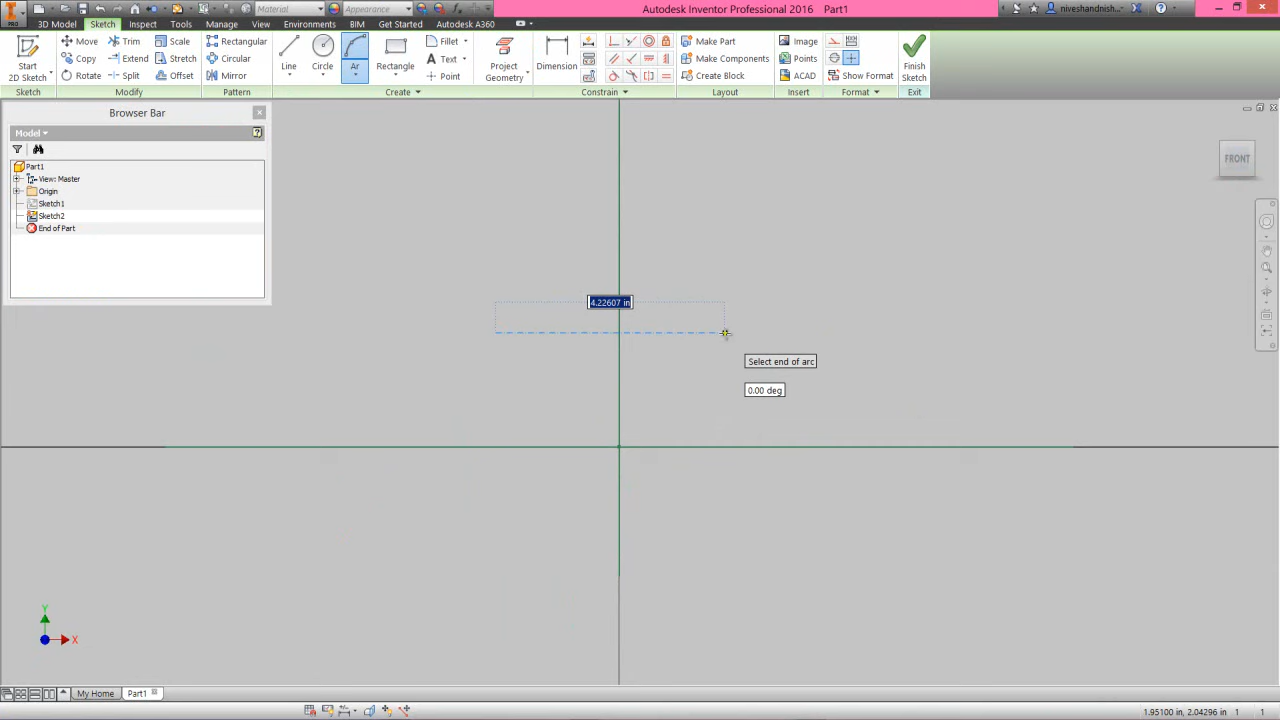 Material
Appearance
Autodesk Inventor Professional 2016   Part1
niveshandnish...
PRO
3D Model
Sketch
Inspect
Tools
Manage
View
Environments
BIM
Get Started
Autodesk A360
Start
2D Sketch
Move
Trim
Scale
Copy
Extend
Stretch
Rotate
Split
Offset
Rectangular
Circular
Mirror
Line
Circle
Ar
Rectangle
Fillet
Text
Point
Project
Geometry
Dimension
Make Part
Make Components
Create Block
Image
Points
ACAD
Show Format
Finish
Sketch
Sketch
Modify
Pattern
Create
Constrain
Layout
Insert
Format
Exit
Browser Bar
Model
Part1
View: Master
Origin
Sketch1
Sketch2
End of Part
FRONT
4.22607 in
Select end of arc
0.00 deg
Y
X
My Home
Part1
1.95100 in, 2.04296 in
1
1